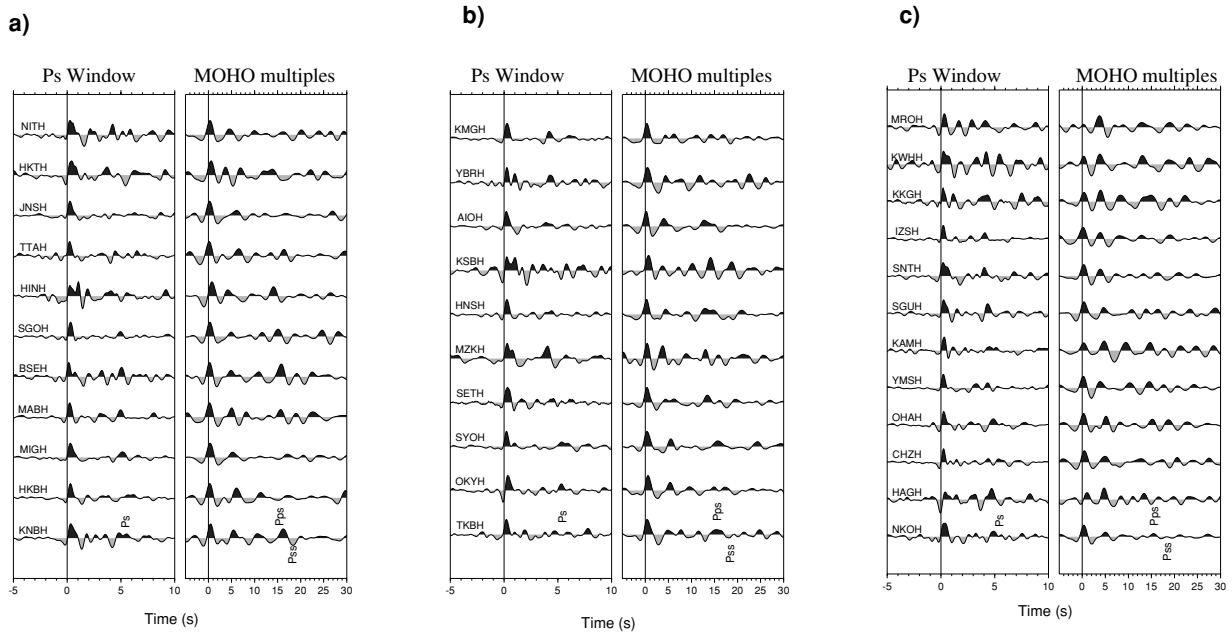 a)
Ps Window MOHO multiples
NITH
HKTH
JNSH
TTAH
HINH
SGOH
BSEH
MABH
MIGH
HKBH
KNBH
Ps
Pps
Pss
-5 0 5 10 0 5 10 15 20 25 30
Time (s)
b)
Ps Window MOHO multiples
KMGH
YBRH
AIOH
KSBH
HNSH
MZKH
SETH
SYOH
OKYH
TKBH
Ps
Pps
Pss
-5 0 5 10 0 5 10 15 20 25 30
Time (s)
c)
Ps Window MOHO multiples
MROH
KWHH
KKGH
IZSH
SNTH
SGUH
KAMH
YMSH
OHAH
CHZH
HAGH
NKOH
Ps
Pps
Pss
-5 0 5 10 0 5 10 15 20 25 30
Time (s)